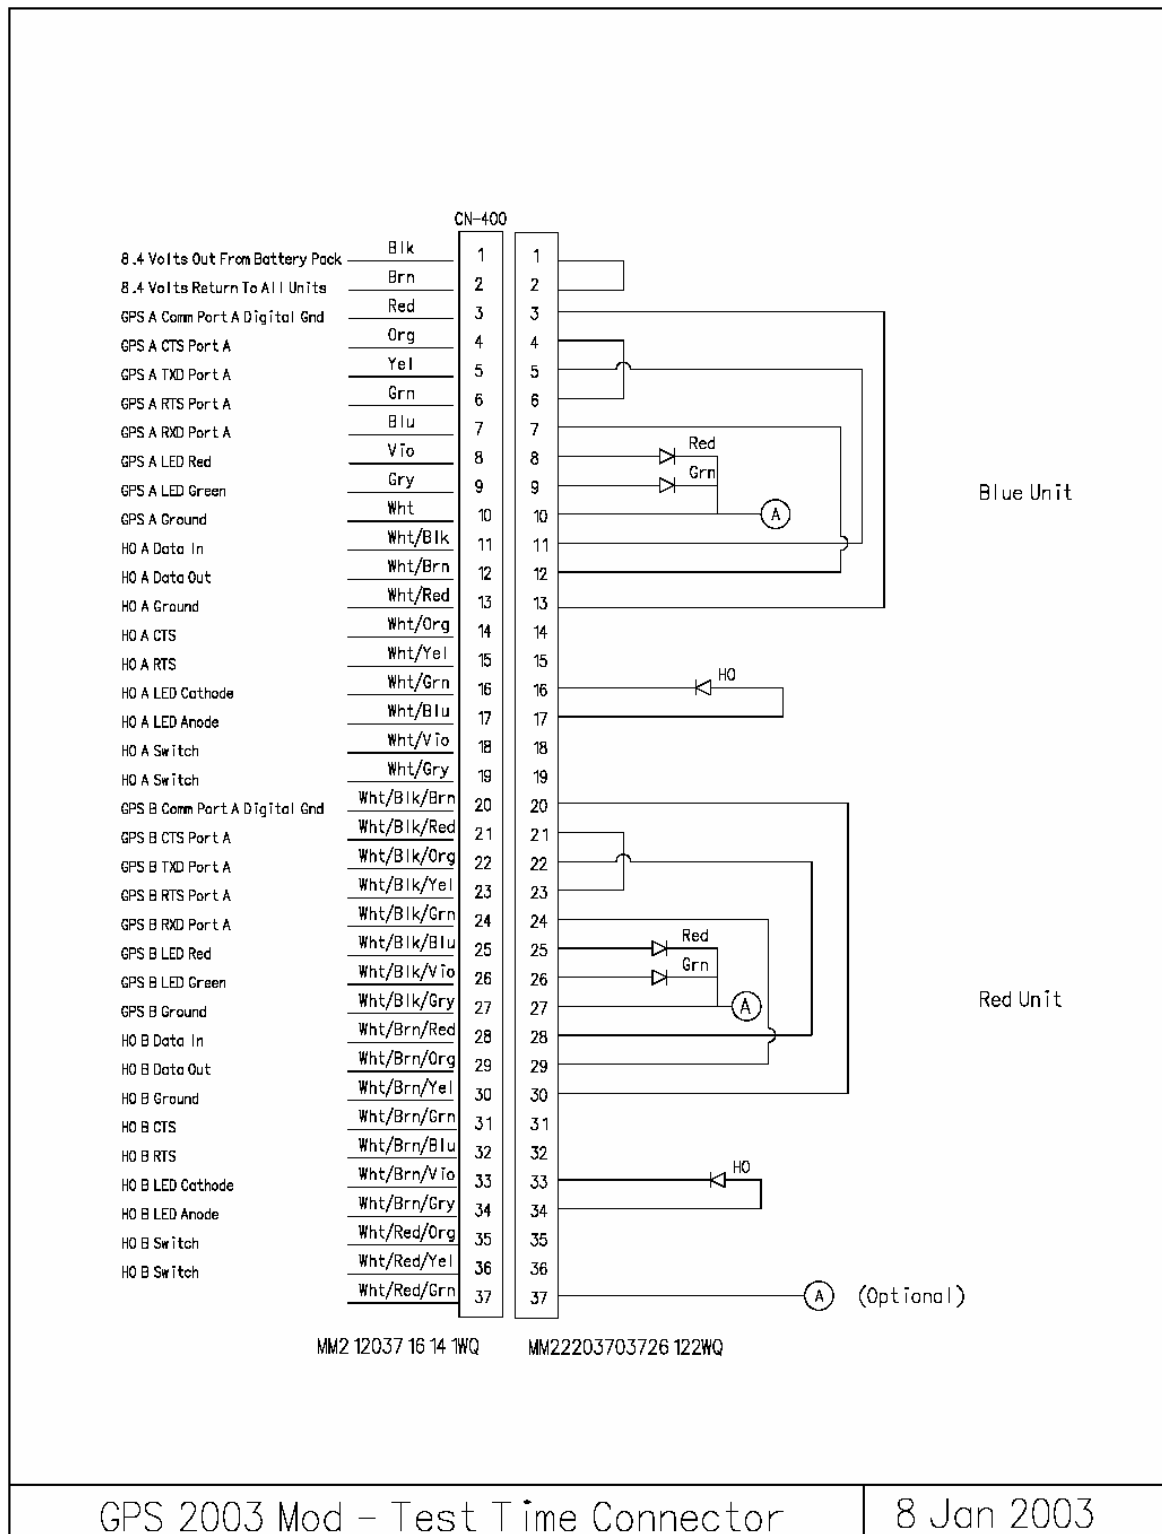 CN-400
8.4 Volts Out From Battery Pack Blk 1 1
8.4 Volts Return To All Units Brn 2 2
GPS A Comm Port A Digital Gnd Red 3 3
GPS A CTS Port A Org 4 4
GPS A TXD Port A Yel 5 5
GPS A RTS Port A Grn 6 6
GPS A RXD Port A Blu 7 7
GPS A LED Red Vio 8 8 Red
GPS A LED Green Gry 9 9 Grn
Blue Unit
GPS A Ground Wht 10 10 A
HO A Data In Wht/Blk 11 11
HO A Data Out Wht/Brn 12 12
HO A Ground Wht/Red 13 13
HO A CTS Wht/Org 14 14
HO A RTS Wht/Yel 15 15
HO A LED Cathode Wht/Grn 16 16 HO
HO A LED Anode Wht/Blu 17 17
HO A Switch Wht/Vio 18 18
HO A Switch Wht/Gry 19 19
GPS B Comm Port A Digital Gnd Wht/Blk/Brn 20 20
GPS B CTS Port A Wht/Blk/Red 21 21
GPS B TXD Port A Wht/Blk/Org 22 22
GPS B RTS Port A Wht/Blk/Yel 23 23
GPS B RXD Port A Wht/Blk/Grn 24 24
GPS B LED Red Wht/Blk/Blu 25 25 Red
GPS B LED Green Wht/Blk/Vio 26 26 Grn
Red Unit
GPS B Ground Wht/Blk/Gry 27 27 A
HO B Data In Wht/Brn/Red 28 28
HO B Data Out Wht/Brn/Org 29 29
HO B Ground Wht/Brn/Yel 30 30
HO B CTS Wht/Brn/Grn 31 31
HO B RTS Wht/Brn/Blu 32 32
HO B LED Cathode Wht/Brn/Vio 33 33 HO
HO B LED Anode Wht/Brn/Gry 34 34
HO B Switch Wht/Red/Org 35 35
HO B Switch Wht/Red/Yel 36 36
Wht/Red/Grn 37 37 A (Optional)
MM2 12037 16 14 1WQ MM22203703726 122WQ
GPS 2003 Mod - Test Time Connector 8 Jan 2003